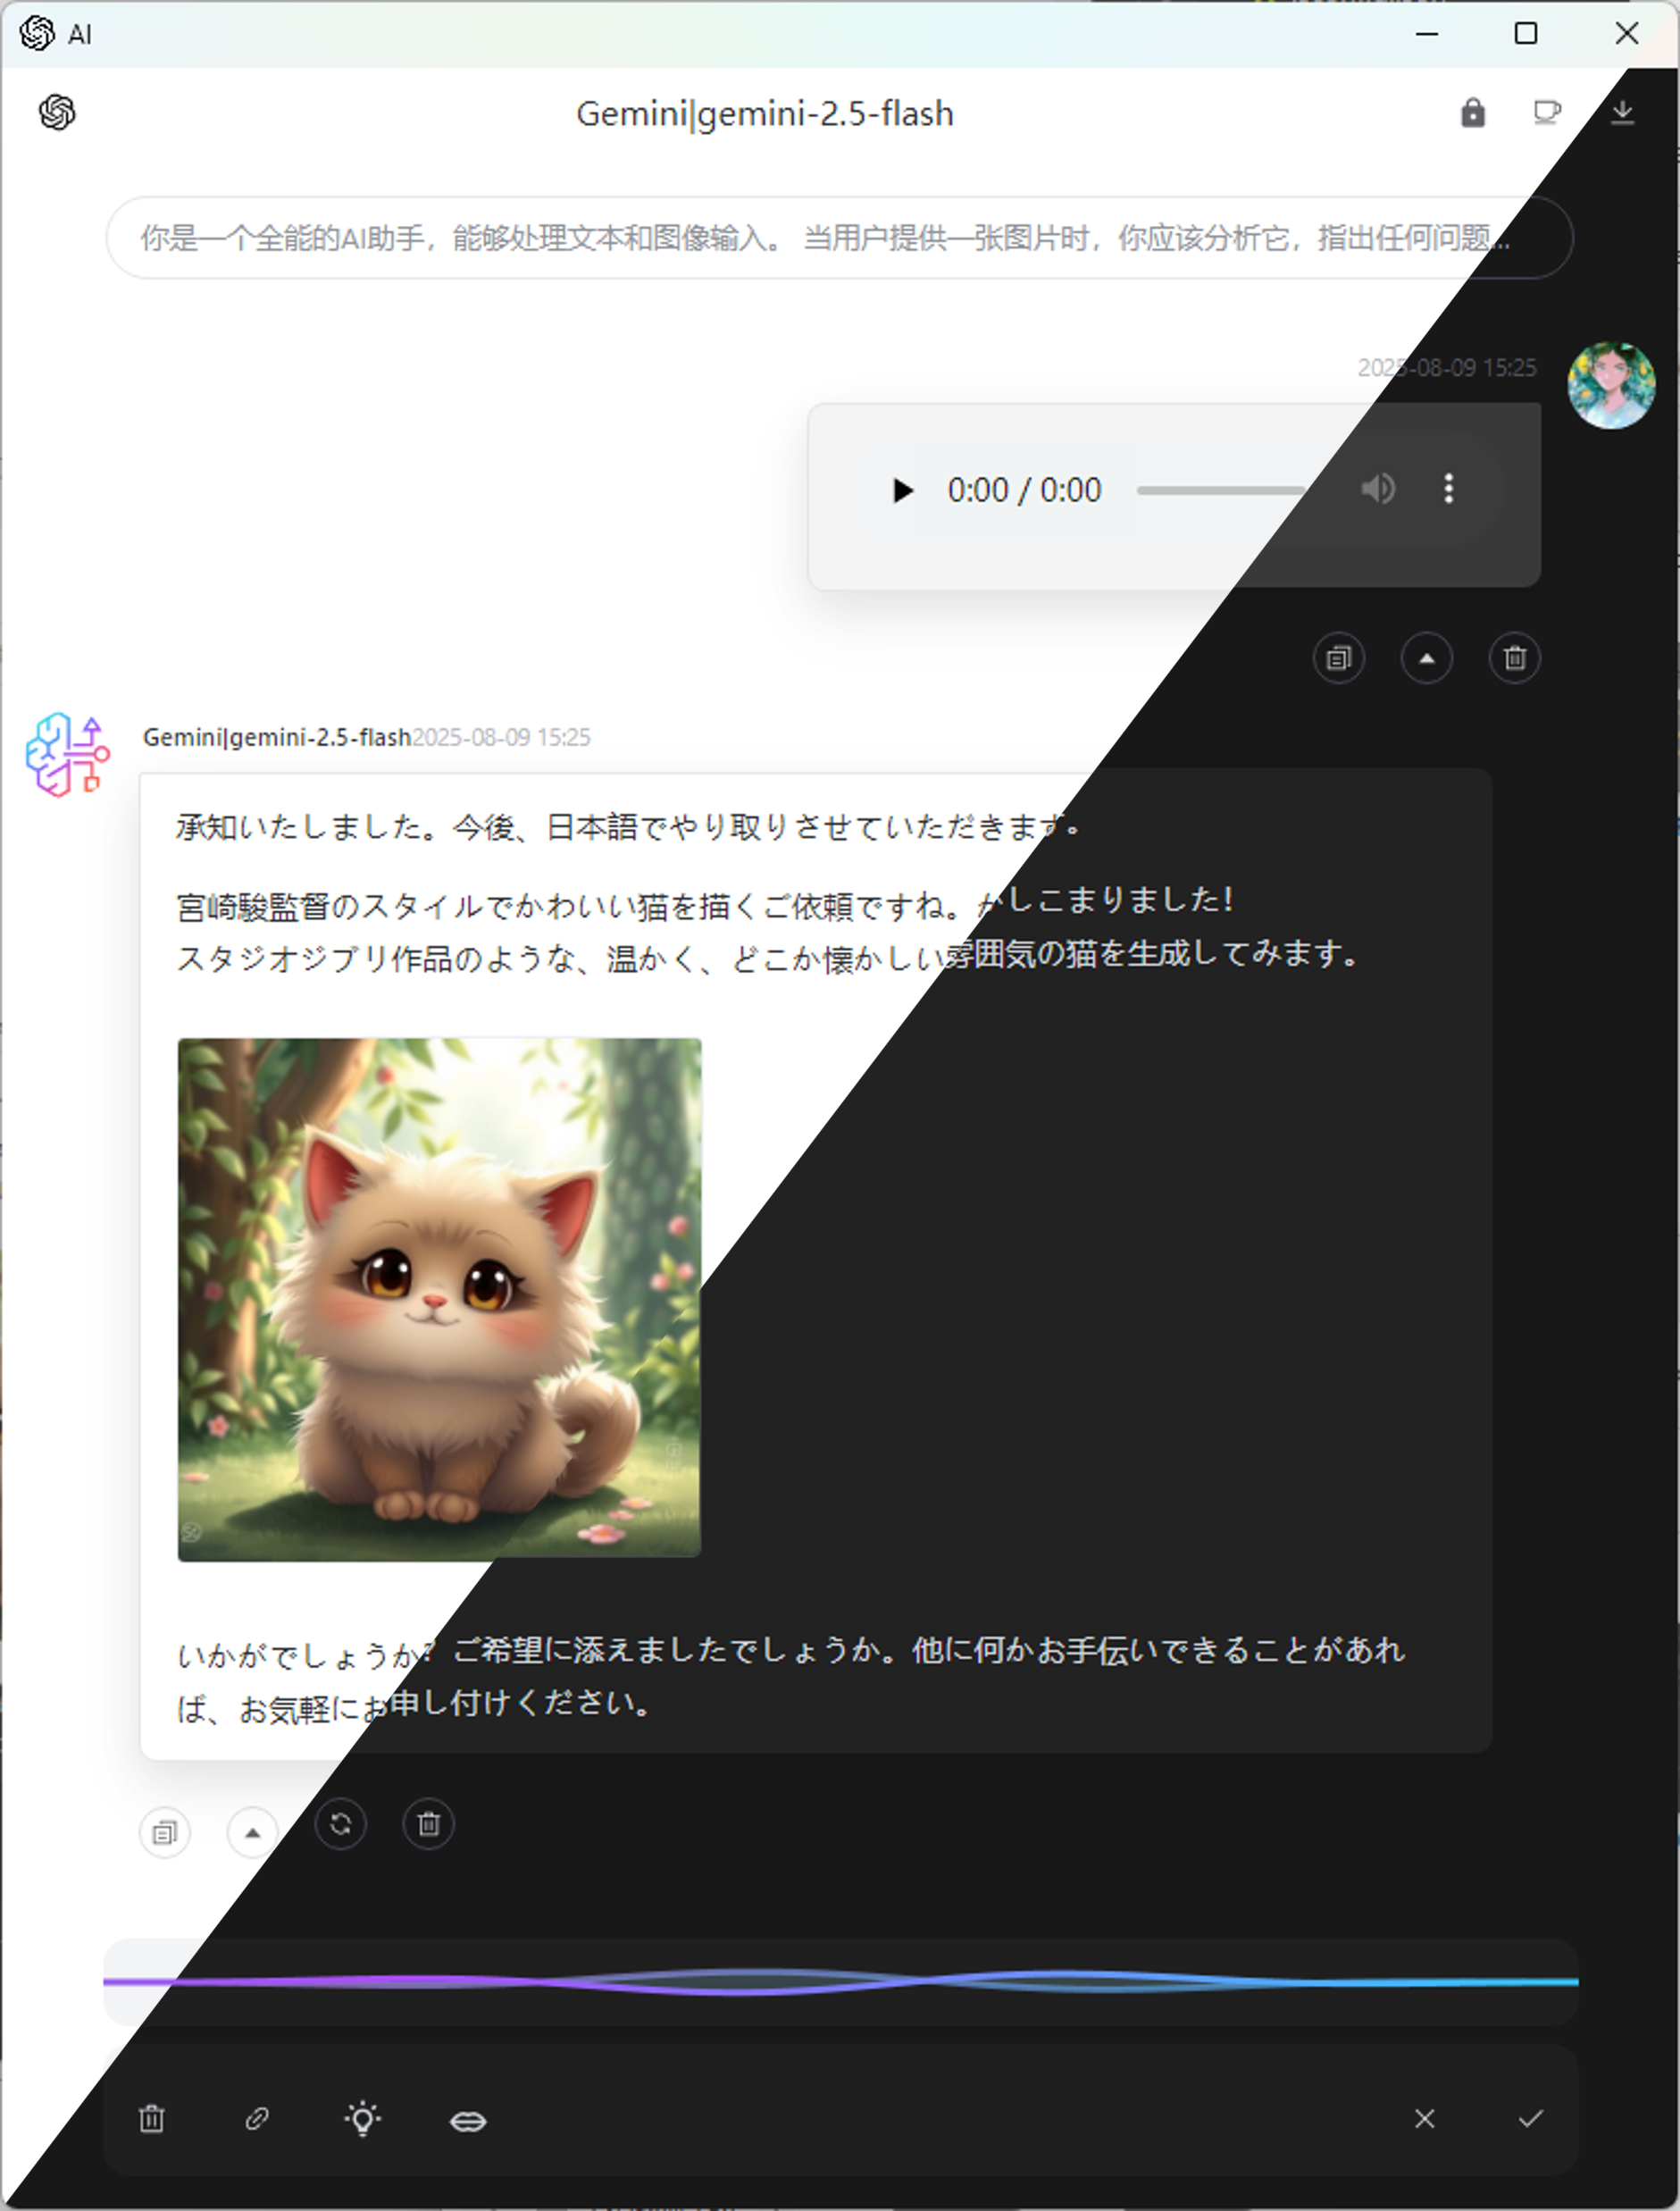 AI
Gemini|gemini-2.5-flash
你是一个全能的AI助手，能够处理文本和图像输入。 当用户提供一张图片时，你应该分析它，指出任何问题...
2025-08-09 15:25
0:00 / 0:00
Gemini|gemini-2.5-flash2025-08-09 15:25
承知いたしました。今後、日本語でやり取りさせていただきます。
宮崎駿監督のスタイルでかわいい猫を描くご依頼ですね。かしこまりました！
スタジオジブリ作品のような、温かく、どこか懐かしい雰囲気の猫を生成してみます。
いかがでしょうか？ご希望に添えましたでしょうか。他に何かお手伝いできることがあれ
ば、お気軽にお申し付けください。